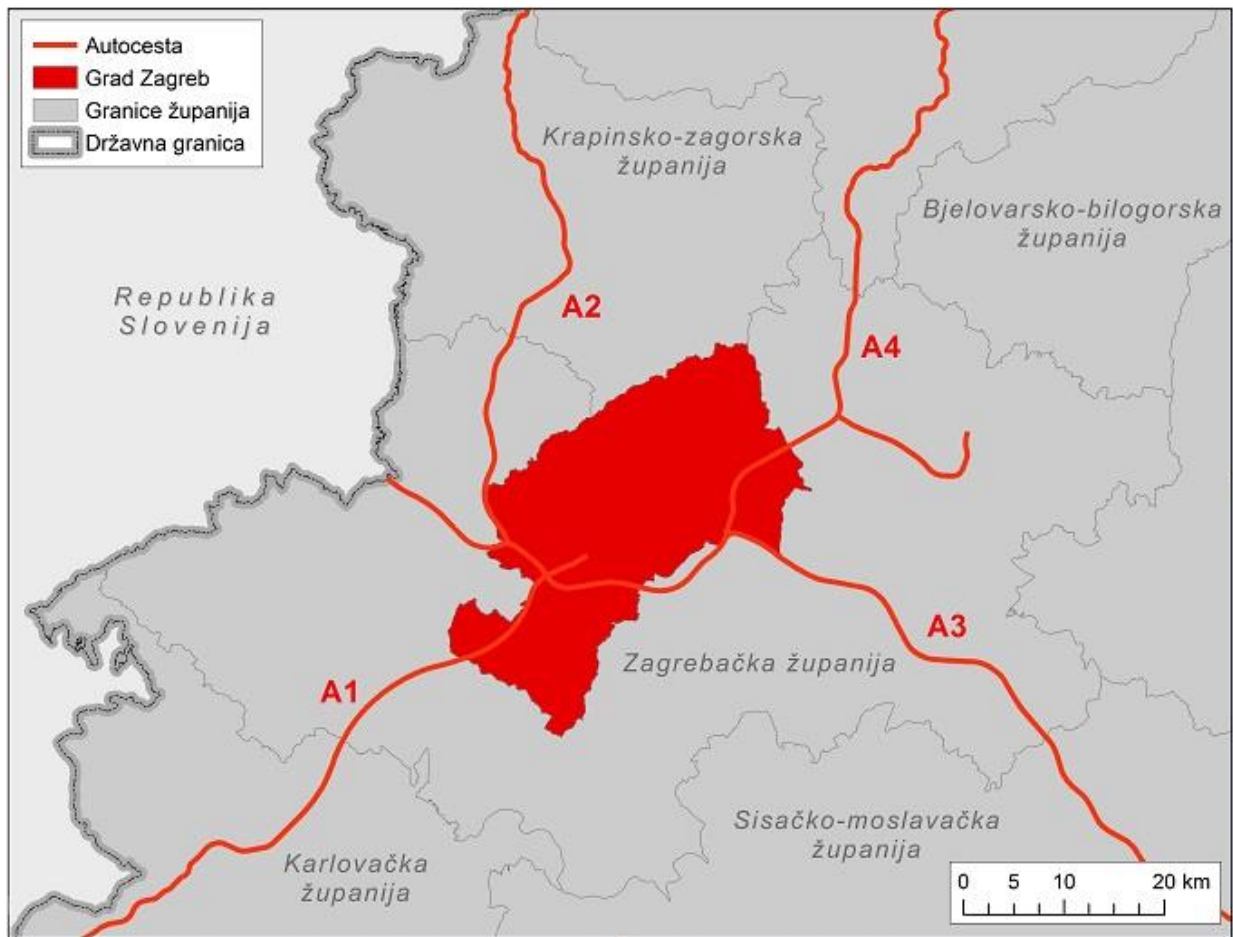 Autocesta
Grad Zagreb
Granice županija
Državna granica
Krapinsko-zagorska
županija
Bjelovarsko-bilogorska
županija
Republika
Slovenija
A2
A4
A3
Zagrebačka županija
A1
Sisačko-moslavačka
županija
Karlovačka
županija
0 5 10 20 km